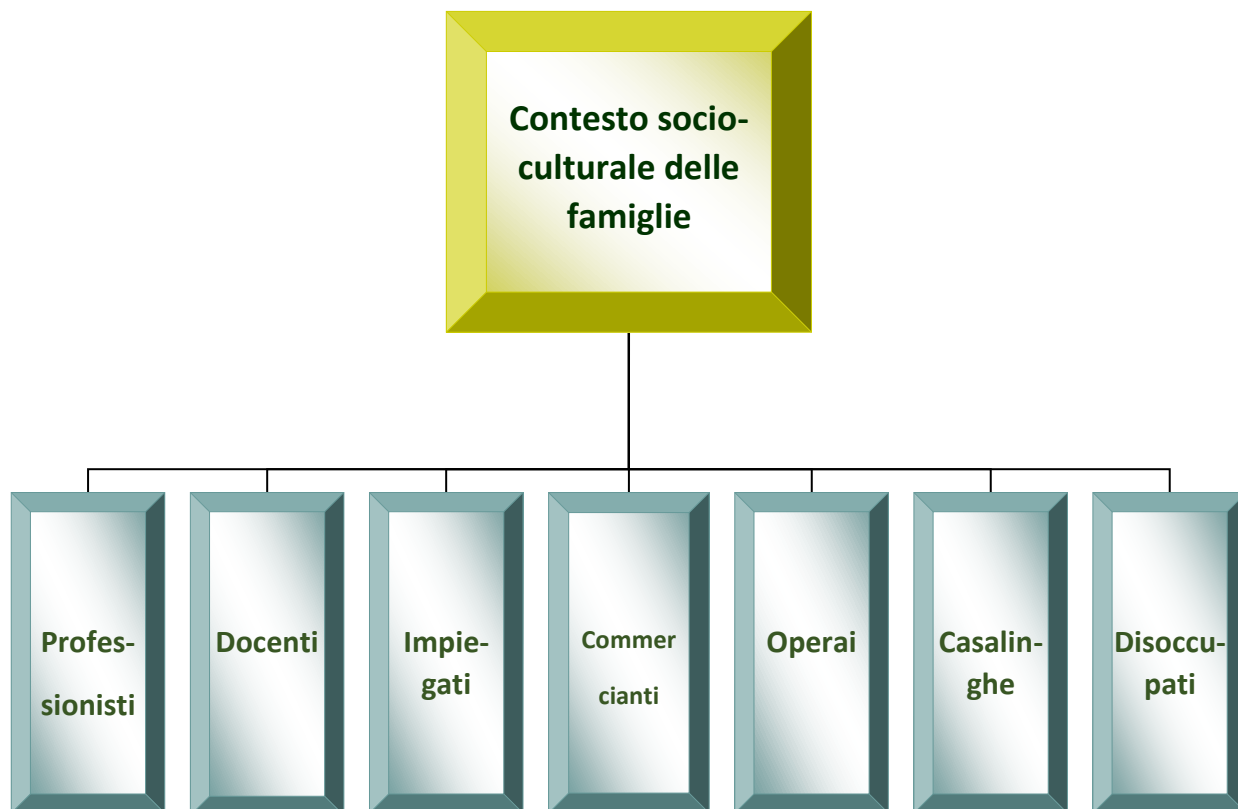 Contesto socio-
culturale delle
famiglie
Profes-
sionisti
Docenti
Impie-
gati
Commer
cianti
Operai
Casalin-
ghe
Disoccu-
pati